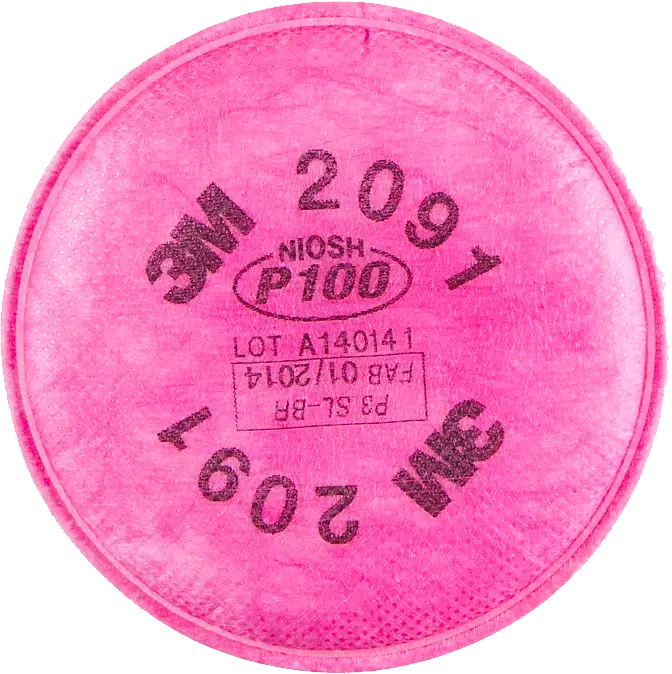 3M 2091
NIOSH
P100
LOT A140141
P3 SL-BR
FAB 01/2014
3M 2091